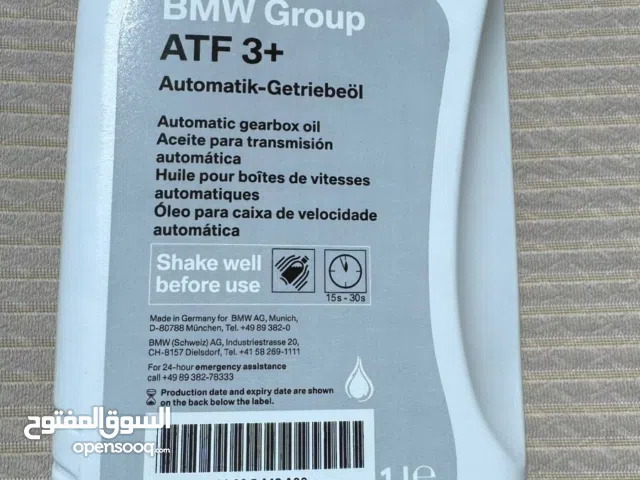 BMW Group
ATF 3+
Automatik-Getriebeöl
Automatic gearbox oil
Aceite para transmisión
automática
Huile pour boîtes de vitesses
automatiques
Óleo para caixa de velocidade
automática
Shake well
before use
15s - 30s
Made in Germany for BMW AG, Munich,
D-80788 München, Tel. +49 89 382-0
BMW (Schweiz) AG, Industriestrasse 20,
CH-8157 Dielsdorf, Tel. +41 58 269-1111
For 24-hour emergency assistance
call +49 89 382-78333
Production date and expiry date are shown
on the back below the label.
السوق المفتوح
opensooq.com
1 l e